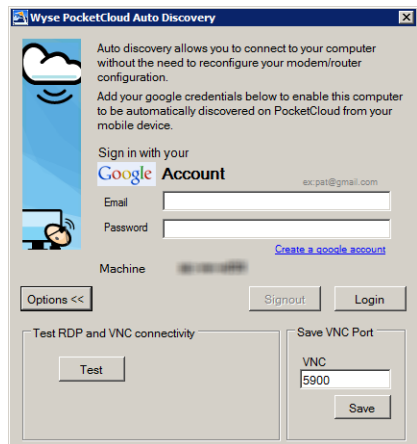 Wyse PocketCloud Auto Discovery
Auto discovery allows you to connect to your computer
without the need to reconfigure your modem/router
configuration.
Add your google credentials below to enable this computer
to be automatically discovered on PocketCloud from your
mobile device.
Sign in with your
Google Account
ex:pat@gmail.com
Email
Password
Create a google account
Machine
Options <<
Signout
Login
Test RDP and VNC connectivity
Test
Save VNC Port
VNC
5900
Save